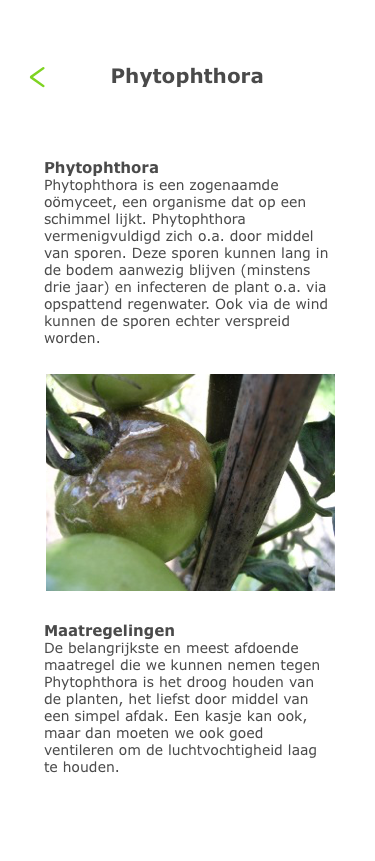 Phytophthora
Phytophthora
Phytophthora is een zogenaamde
oömyceet, een organisme dat op een
schimmel lijkt. Phytophthora
vermenigvuldigd zich o.a. door middel
van sporen. Deze sporen kunnen lang in
de bodem aanwezig blijven (minstens
drie jaar) en infecteren de plant o.a. via
opspattend regenwater. Ook via de wind
kunnen de sporen echter verspreid
worden.
Maatregelingen
De belangrijkste en meest afdoende
maatregel die we kunnen nemen tegen
Phytophthora is het droog houden van
de planten, het liefst door middel van
een simpel afdak. Een kasje kan ook,
maar dan moeten we ook goed
ventileren om de luchtvochtigheid laag
te houden.